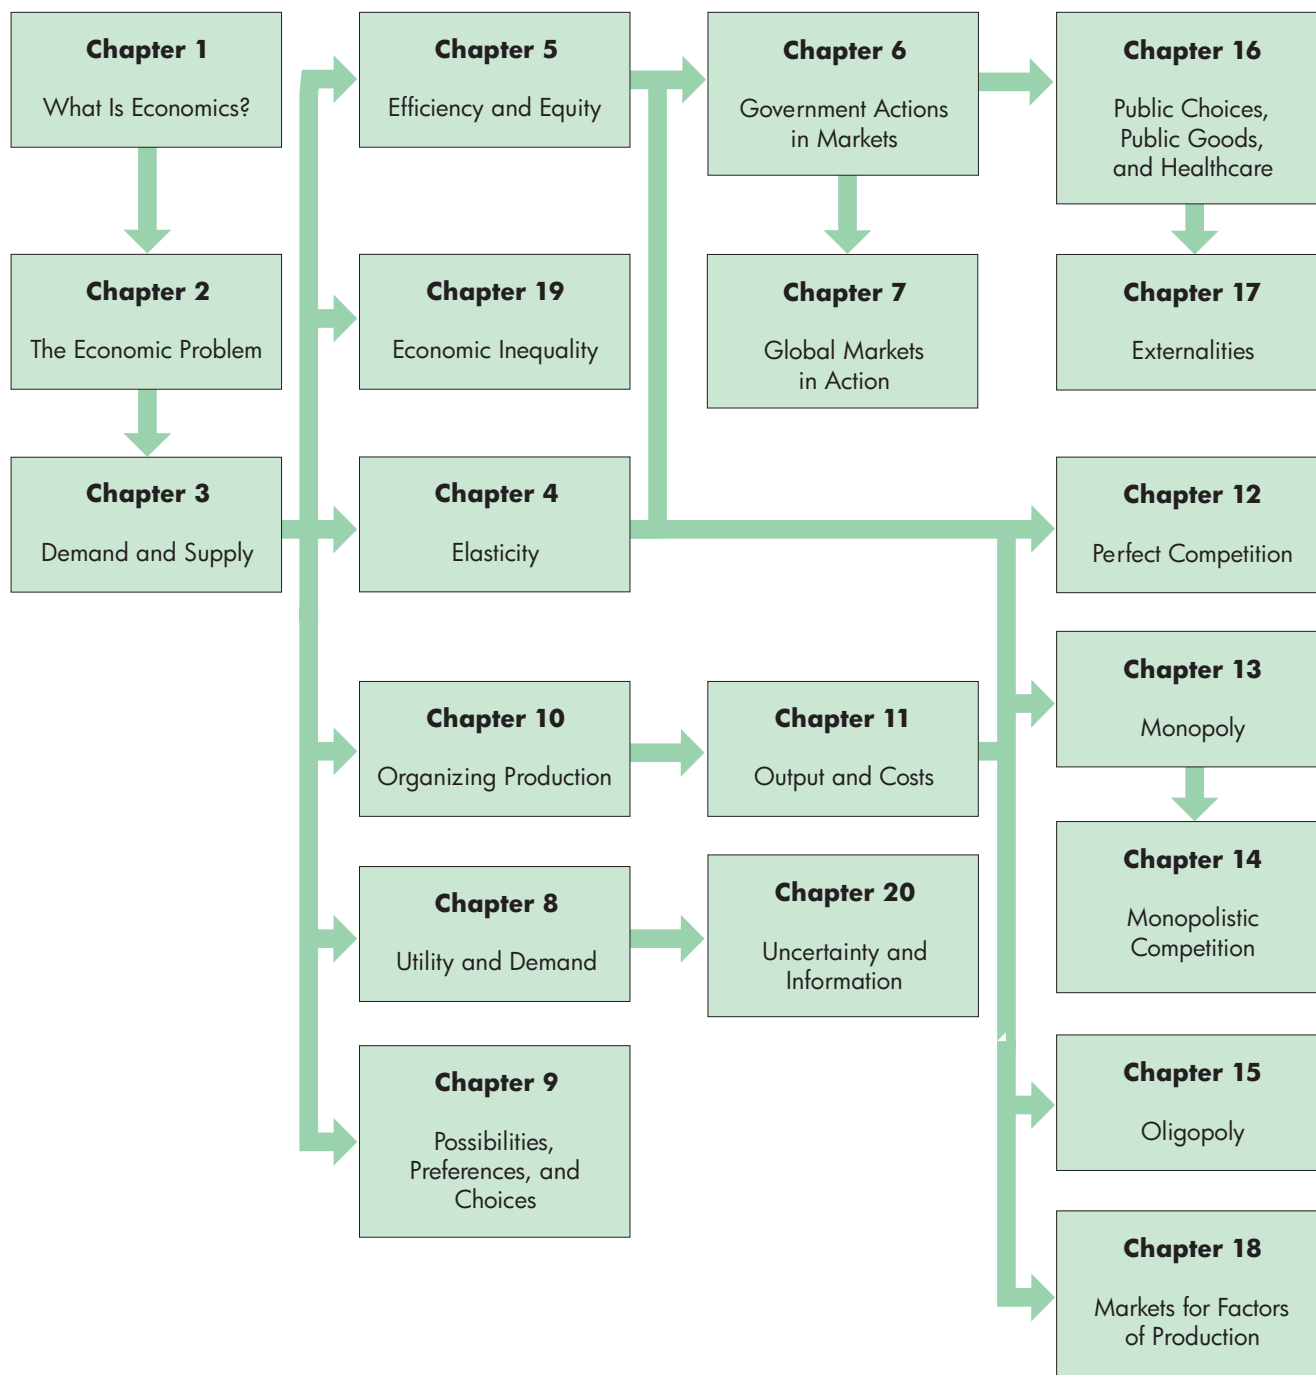 Chapter 1
What Is Economics?
Chapter 2
The Economic Problem
Chapter 3
Demand and Supply
Chapter 5
Efficiency and Equity
Chapter 19
Economic Inequality
Chapter 4
Elasticity
Chapter 10
Organizing Production
Chapter 8
Utility and Demand
Chapter 9
Possibilities,
Preferences, and
Choices
Chapter 6
Government Actions
in Markets
Chapter 7
Global Markets
in Action
Chapter 11
Output and Costs
Chapter 20
Uncertainty and
Information
Chapter 16
Public Choices,
Public Goods,
and Healthcare
Chapter 17
Externalities
Chapter 12
Perfect Competition
Chapter 13
Monopoly
Chapter 14
Monopolistic
Competition
Chapter 15
Oligopoly
Chapter 18
Markets for Factors
of Production